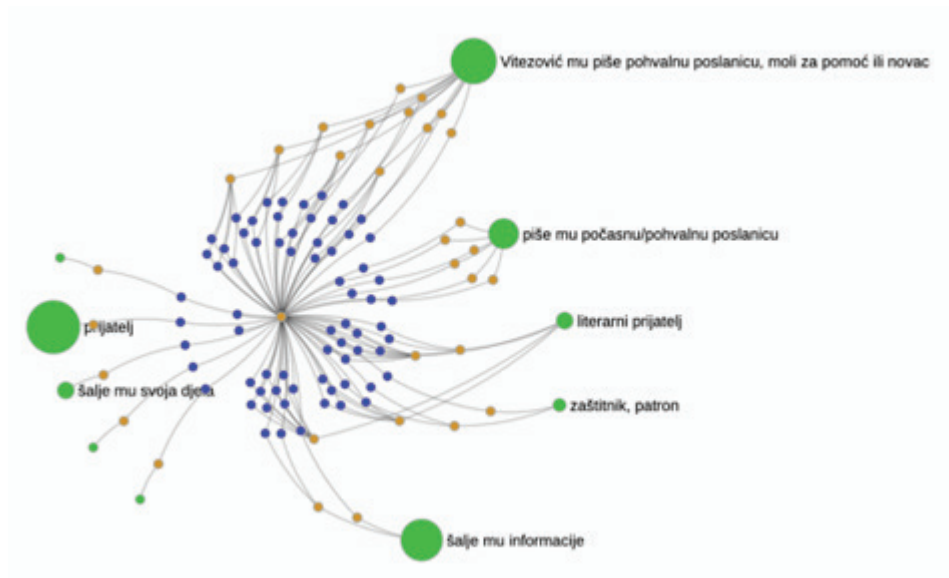 Vitezović mu piše pohvalnu poslanicu, moli za pomoć ili novac
piše mu počasnu/pohvalnu poslanicu
literarni prijatelj
prijatelj
šalje mu svoja djela
zaštitnik, patron
šalje mu informacije